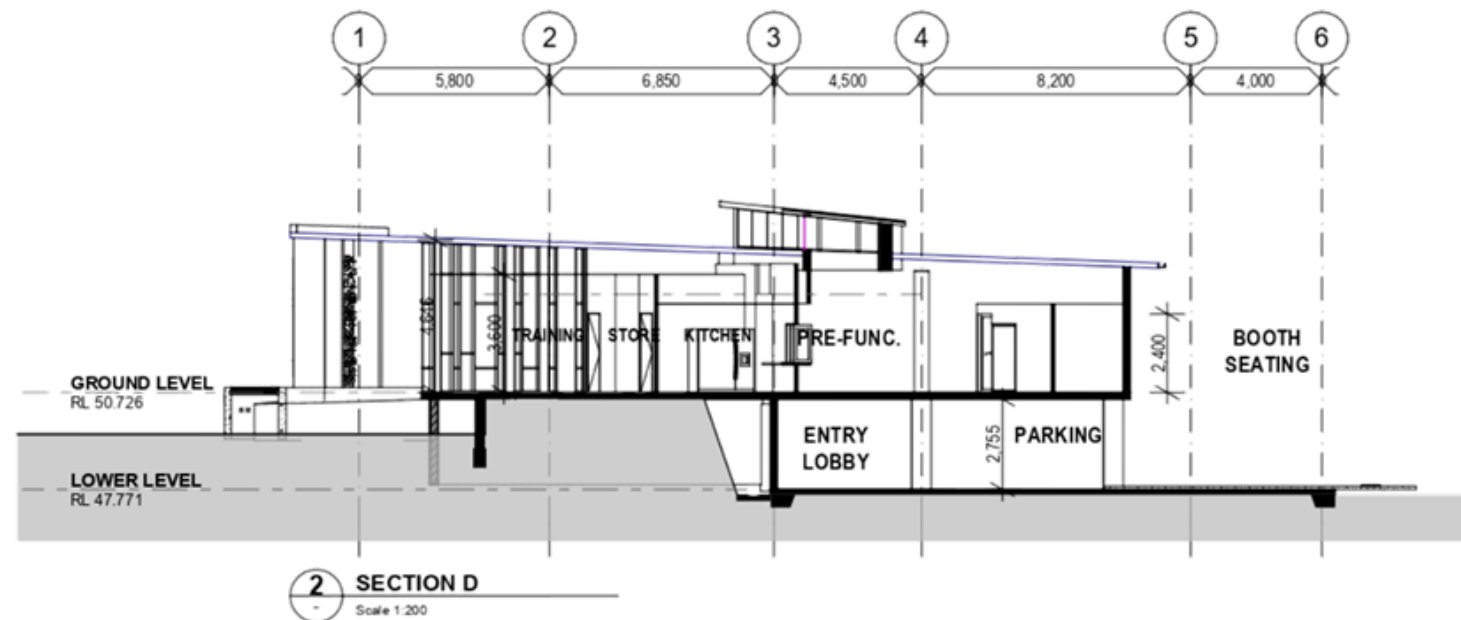 1 2 3 4 5 6
5,800 6,850 4,500 8,200 4,000
4,646
3,600
TRAINING STORE KITCHEN PRE-FUNC.
2,400
BOOTH
SEATING
GROUND LEVEL
RL 50.726
ENTRY
LOBBY
2,755
PARKING
LOWER LEVEL
RL 47.771
2 SECTION D
-
Scale 1:200